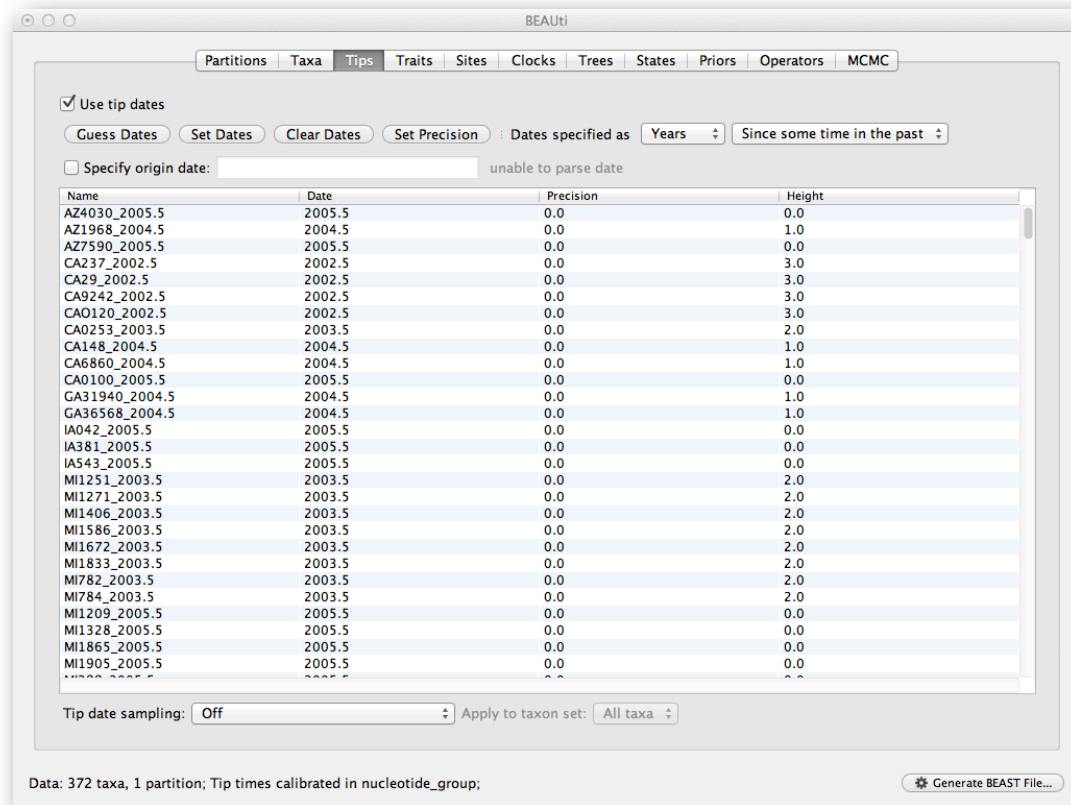 BEAUti
Partitions Taxa Tips Traits Sites Clocks Trees States Priors Operators MCMC
Use tip dates
Guess Dates Set Dates Clear Dates Set Precision Dates specified as Years Since some time in the past
Specify origin date: unable to parse date
Name Date Precision Height
AZ4030_2005.5 2005.5 0.0 0.0
AZ1968_2004.5 2004.5 0.0 1.0
AZ7590_2005.5 2005.5 0.0 0.0
CA237_2002.5 2002.5 0.0 3.0
CA29_2002.5 2002.5 0.0 3.0
CA9242_2002.5 2002.5 0.0 3.0
CAO120_2002.5 2002.5 0.0 3.0
CA0253_2003.5 2003.5 0.0 2.0
CA148_2004.5 2004.5 0.0 1.0
CA6860_2004.5 2004.5 0.0 1.0
CA0100_2005.5 2005.5 0.0 0.0
GA31940_2004.5 2004.5 0.0 1.0
GA36568_2004.5 2004.5 0.0 1.0
IA042_2005.5 2005.5 0.0 0.0
IA381_2005.5 2005.5 0.0 0.0
IA543_2005.5 2005.5 0.0 0.0
MI1251_2003.5 2003.5 0.0 2.0
MI1271_2003.5 2003.5 0.0 2.0
MI1406_2003.5 2003.5 0.0 2.0
MI1586_2003.5 2003.5 0.0 2.0
MI1672_2003.5 2003.5 0.0 2.0
MI1833_2003.5 2003.5 0.0 2.0
MI782_2003.5 2003.5 0.0 2.0
MI784_2003.5 2003.5 0.0 2.0
MI1209_2005.5 2005.5 0.0 0.0
MI1328_2005.5 2005.5 0.0 0.0
MI1865_2005.5 2005.5 0.0 0.0
MI1905_2005.5 2005.5 0.0 0.0
Tip date sampling: Off Apply to taxon set: All taxa
Data: 372 taxa, 1 partition; Tip times calibrated in nucleotide_group; Generate BEAST File...